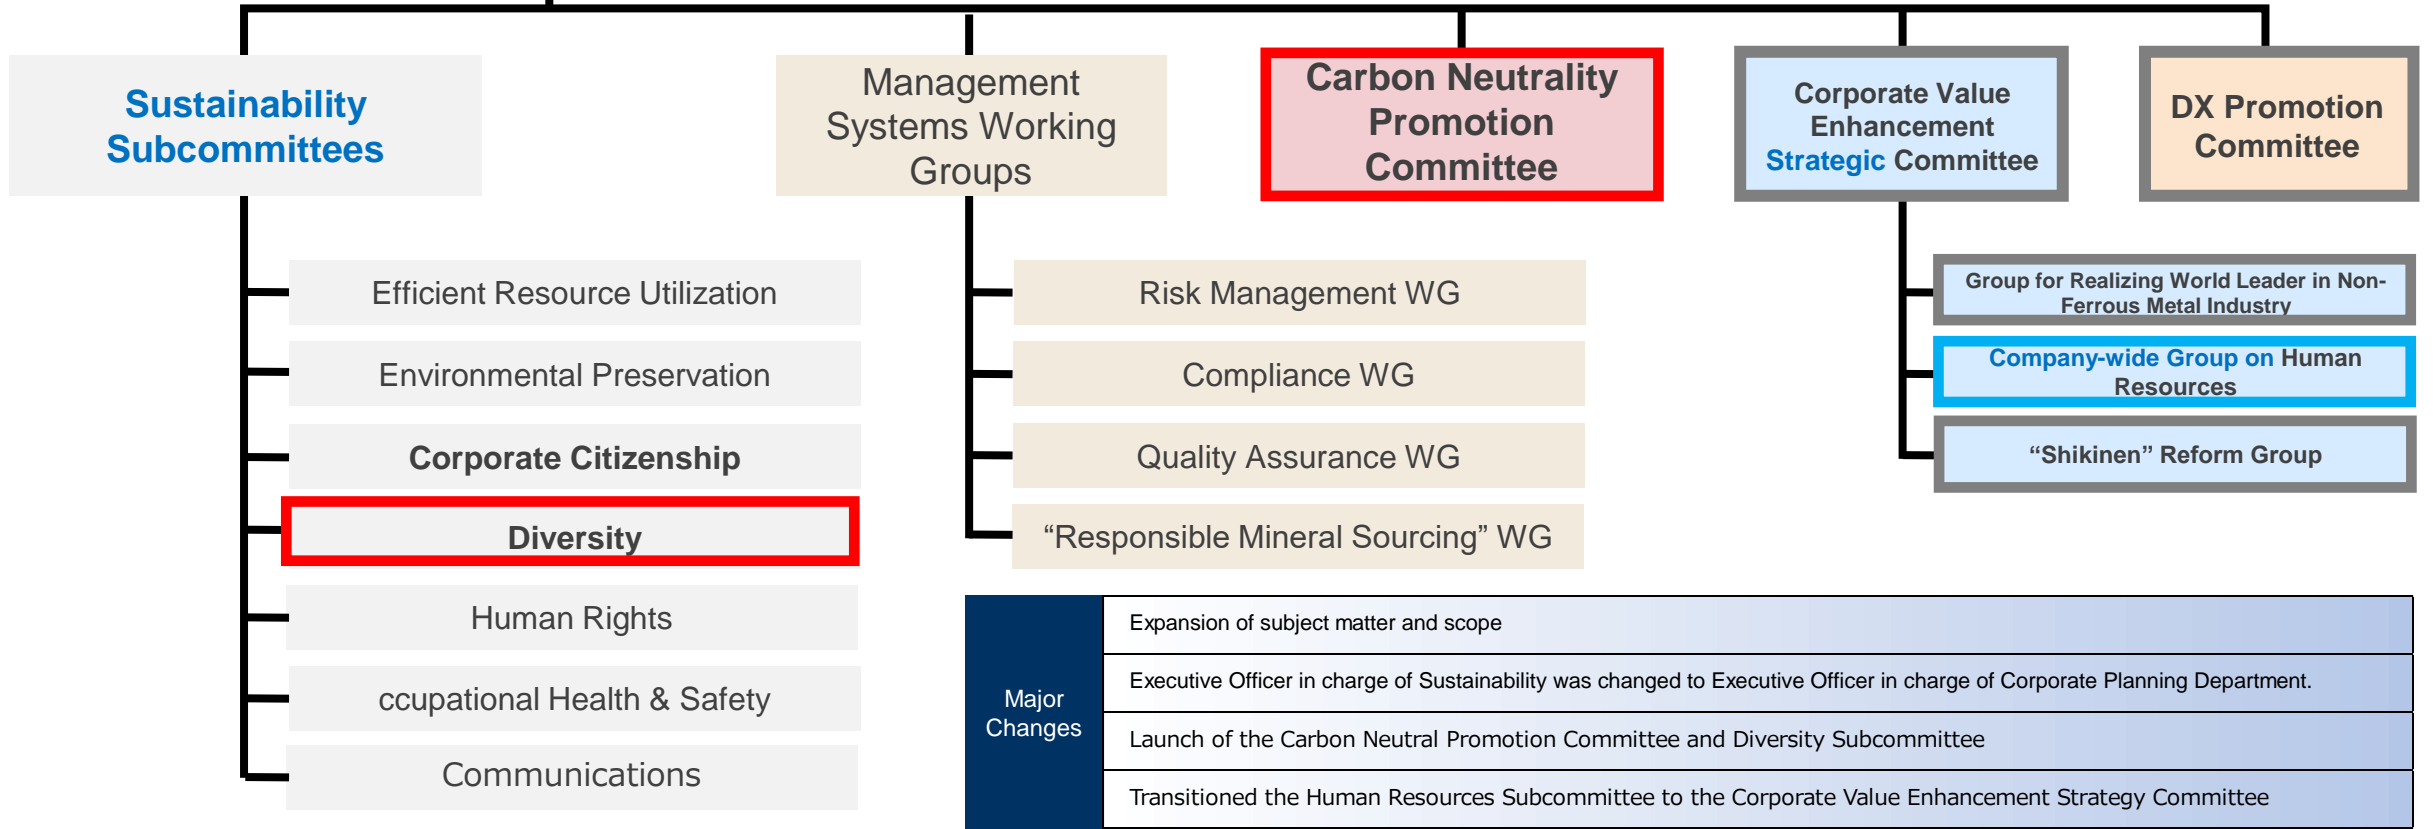 Sustainability
Subcommittees
Management
Systems Working
Groups
Carbon Neutrality
Promotion
Committee
Corporate Value
Enhancement
Strategic Committee
DX Promotion
Committee
Efficient Resource Utilization
Environmental Preservation
Corporate Citizenship
Diversity
Human Rights
ccupational Health & Safety
Communications
Risk Management WG
Compliance WG
Quality Assurance WG
“Responsible Mineral Sourcing” WG
Group for Realizing World Leader in Non-
Ferrous Metal Industry
Company-wide Group on Human
Resources
“Shikinen” Reform Group
Major
Changes
Expansion of subject matter and scope
Executive Officer in charge of Sustainability was changed to Executive Officer in charge of Corporate Planning Department.
Launch of the Carbon Neutral Promotion Committee and Diversity Subcommittee
Transitioned the Human Resources Subcommittee to the Corporate Value Enhancement Strategy Committee